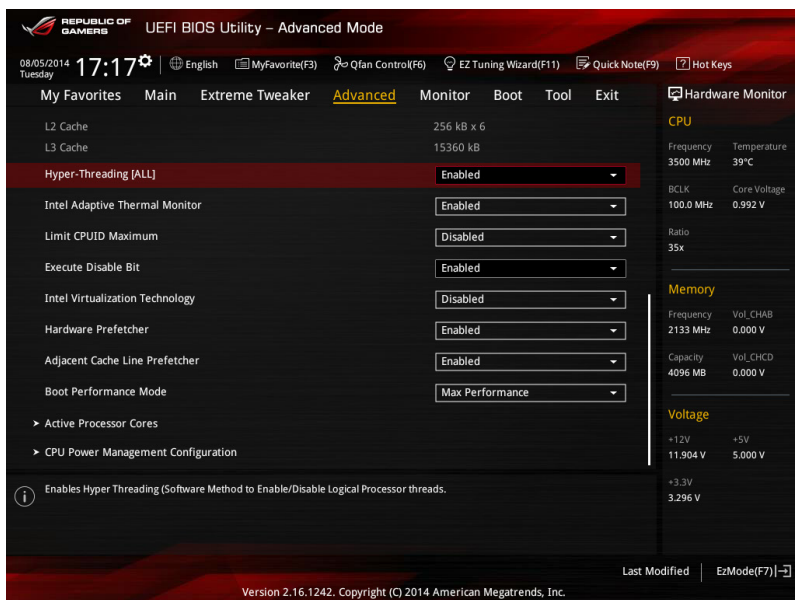 REPUBLIC OF
GAMERS
UEFI BIOS Utility – Advanced Mode
08/05/2014
Tuesday
17:17
English
MyFavorite(F3)
Qfan Control(F6)
EZ Tuning Wizard(F11)
Quick Note(F9)
? Hot Keys
My Favorites
Main
Extreme Tweaker
Advanced
Monitor
Boot
Tool
Exit
L2 Cache 256 kB x 6
L3 Cache 15360 kB
Hyper-Threading [ALL] Enabled
Intel Adaptive Thermal Monitor Enabled
Limit CPUID Maximum Disabled
Execute Disable Bit Enabled
Intel Virtualization Technology Disabled
Hardware Prefetcher Enabled
Adjacent Cache Line Prefetcher Enabled
Boot Performance Mode Max Performance
> Active Processor Cores
> CPU Power Management Configuration
i Enables Hyper Threading (Software Method to Enable/Disable Logical Processor threads.
Hardware Monitor
CPU
Frequency Temperature
3500 MHz 39°C
BCLK Core Voltage
100.0 MHz 0.992 V
Ratio
35x
Memory
Frequency Vol_CHAB
2133 MHz 0.000 V
Capacity Vol_CHCD
4096 MB 0.000 V
Voltage
+12V +5V
11.904 V 5.000 V
+3.3V
3.296 V
Last Modified
EzMode(F7)
Version 2.16.1242. Copyright (C) 2014 American Megatrends, Inc.